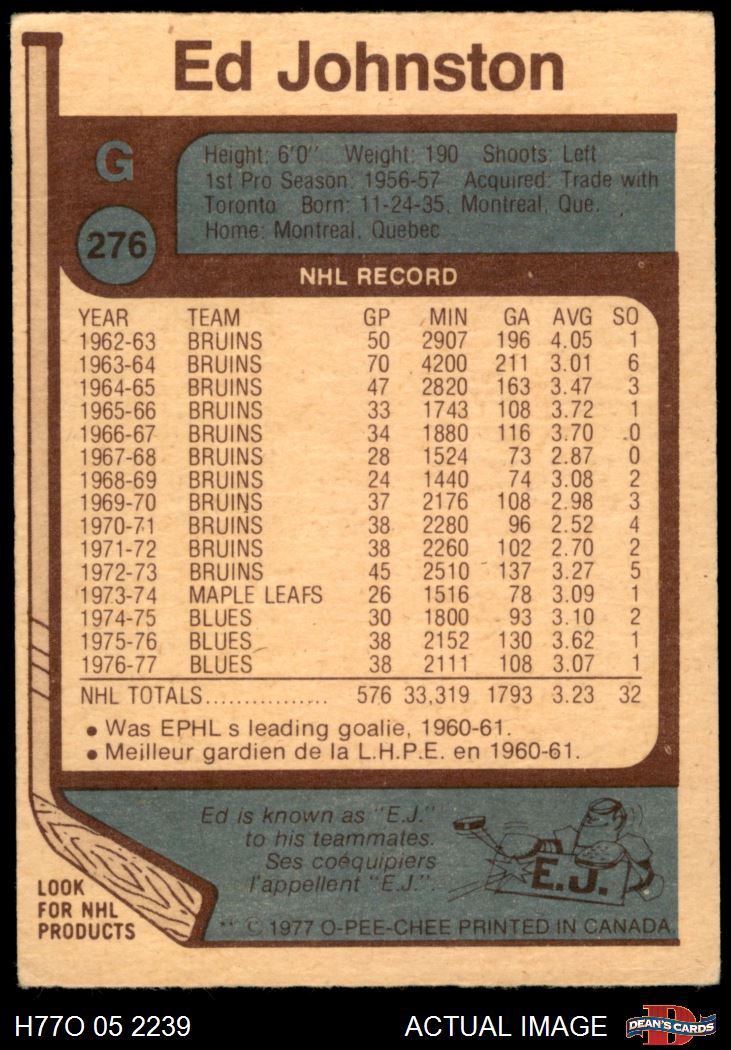 Ed Johnston
G
276
Height: 6'0" Weight: 190 Shoots: Left
1st Pro Season: 1956-57 Acquired: Trade with
Toronto Born: 11-24-35, Montreal, Que.
Home: Montreal, Quebec
NHL RECORD
YEAR TEAM GP MIN GA AVG SO
1962-63 BRUINS 50 2907 196 4.05 1
1963-64 BRUINS 70 4200 211 3.01 6
1964-65 BRUINS 47 2820 163 3.47 3
1965-66 BRUINS 33 1743 108 3.72 1
1966-67 BRUINS 34 1880 116 3.70 0
1967-68 BRUINS 28 1524 73 2.87 0
1968-69 BRUINS 24 1440 74 3.08 2
1969-70 BRUINS 37 2176 108 2.98 3
1970-71 BRUINS 38 2280 96 2.52 4
1971-72 BRUINS 38 2260 102 2.70 2
1972-73 BRUINS 45 2510 137 3.27 5
1973-74 MAPLE LEAFS 26 1516 78 3.09 1
1974-75 BLUES 30 1800 93 3.10 2
1975-76 BLUES 38 2152 130 3.62 1
1976-77 BLUES 38 2111 108 3.07 1
NHL TOTALS................ 576 33,319 1793 3.23 32
• Was EPHL s leading goalie, 1960-61.
• Meilleur gardien de la L.H.P.E. en 1960-61.
Ed is known as "E.J."
to his teammates.
Ses coéquipiers
l'appellent "E.J.".
E.J.
LOOK
FOR NHL
PRODUCTS
** © 1977 O-PEE-CHEE PRINTED IN CANADA
H77O 05 2239 ACTUAL IMAGE D DEAN'S CARDS